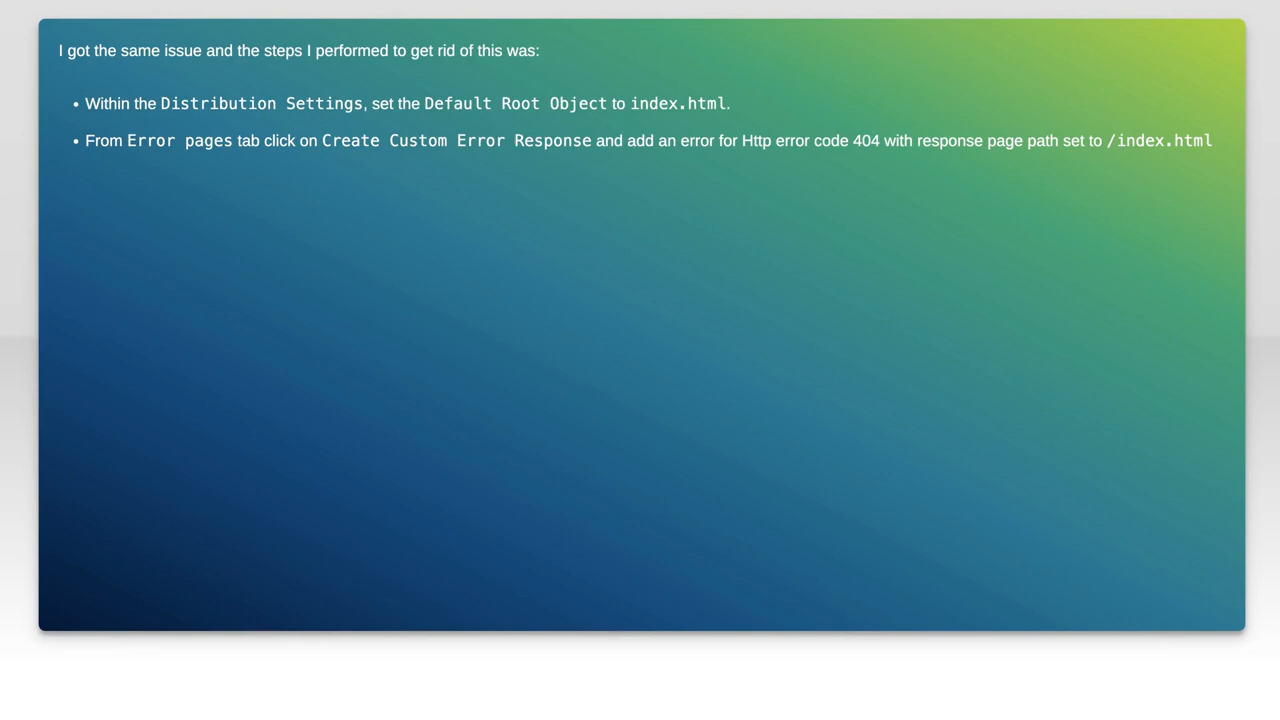 I got the same issue and the steps I performed to get rid of this was:
• Within the Distribution Settings, set the Default Root Object to index.html.
• From Error pages tab click on Create Custom Error Response and add an error for Http error code 404 with response page path set to /index.html